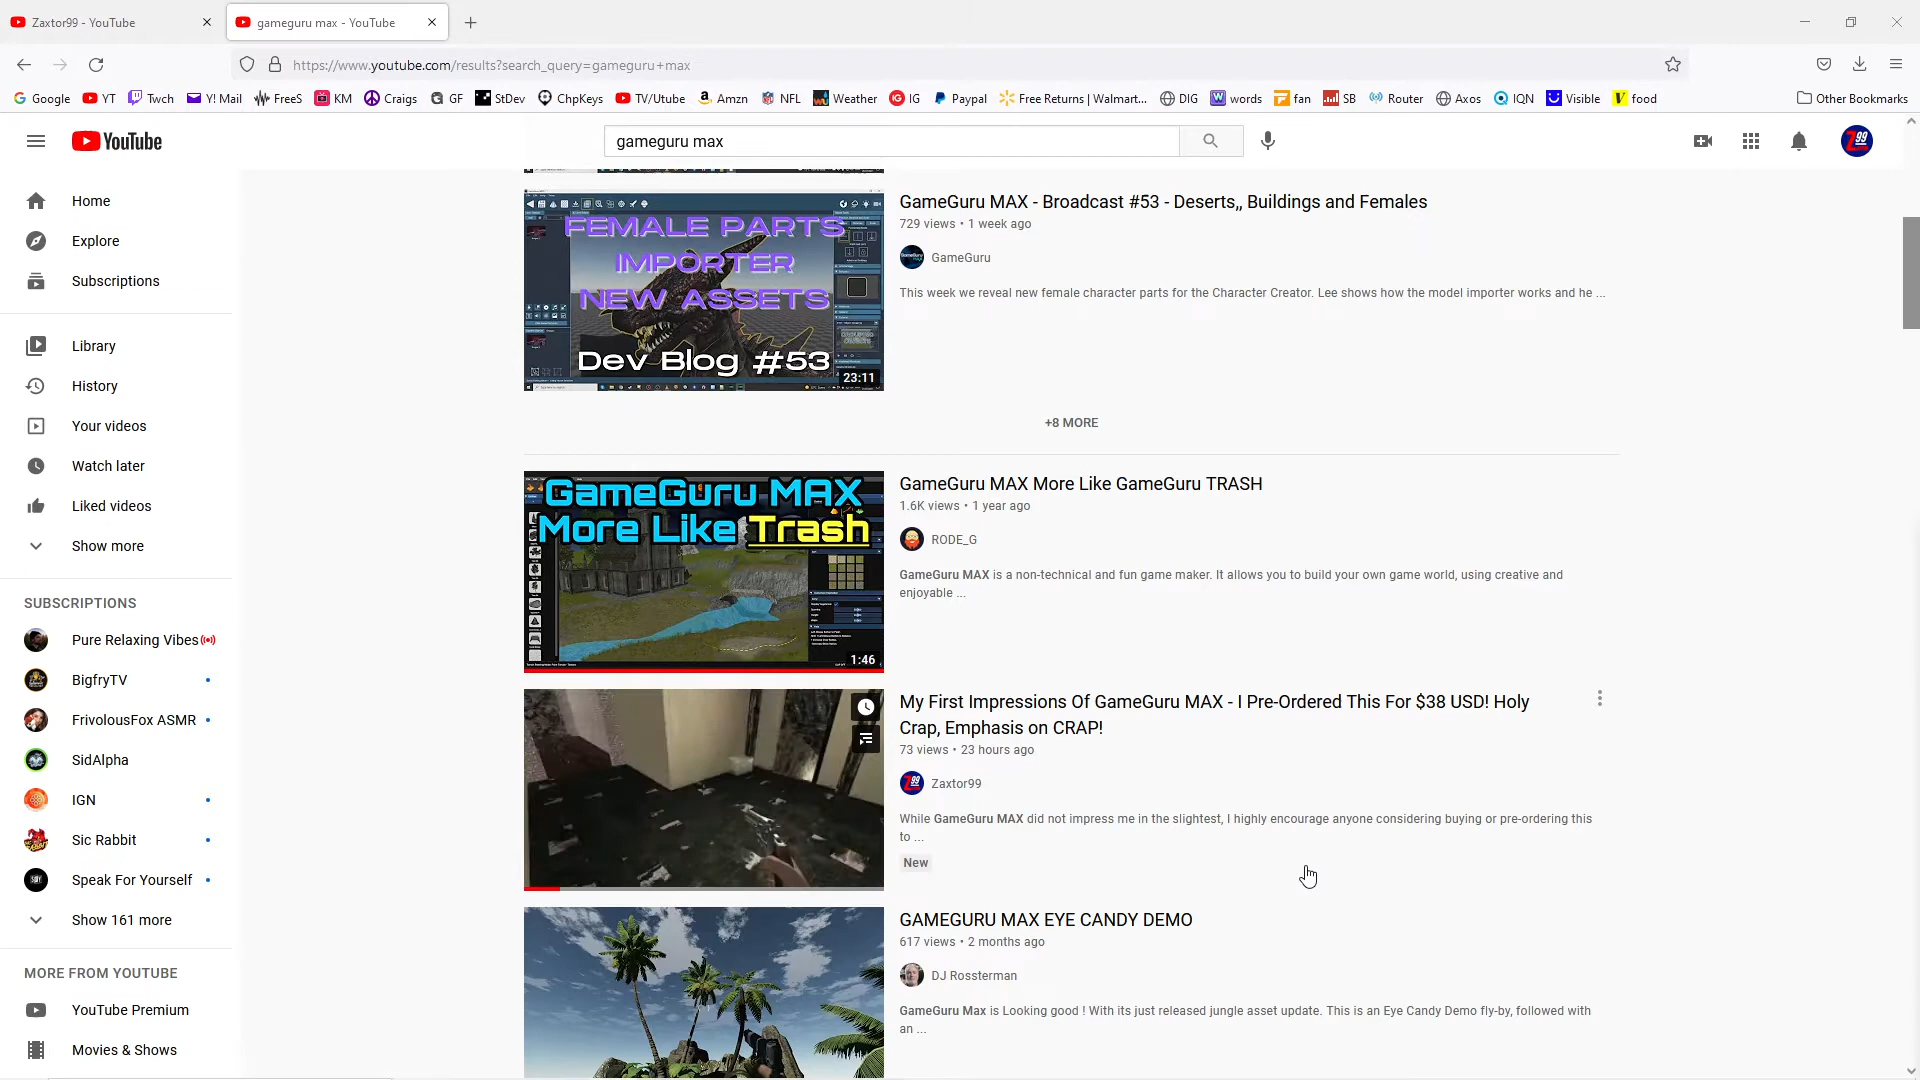 Zaxtor99 - YouTube
gameguru max - YouTube
https://www.youtube.com/results?search_query=gameguru+max
Google YT Twch Y! Mail FreeS KM Craigs GF StDev ChpKeys TV/Utube Amzn NFL Weather IG Paypal Free Returns | Walmart... DIG words fan SB Router Axos IQN Visible food Other Bookmarks
YouTube
gameguru max
Z99
Home
Explore
Subscriptions
Library
History
Your videos
Watch later
Liked videos
Show more
SUBSCRIPTIONS
Pure Relaxing Vibes
BigfryTV
FrivolousFox ASMR
SidAlpha
IGN
Sic Rabbit
Speak For Yourself
Show 161 more
MORE FROM YOUTUBE
YouTube Premium
Movies & Shows
FEMALE PARTS
IMPORTER
NEW ASSETS
Dev Blog #53
23:11
GameGuru MAX - Broadcast #53 - Deserts,, Buildings and Females
729 views • 1 week ago
GameGuru
This week we reveal new female character parts for the Character Creator. Lee shows how the model importer works and he ...
+8 MORE
GameGuru MAX
More Like Trash
1:46
GameGuru MAX More Like GameGuru TRASH
1.6K views • 1 year ago
RODE_G
GameGuru MAX is a non-technical and fun game maker. It allows you to build your own game world, using creative and
enjoyable ...
My First Impressions Of GameGuru MAX - I Pre-Ordered This For $38 USD! Holy
Crap, Emphasis on CRAP!
73 views • 23 hours ago
Z99
Zaxtor99
While GameGuru MAX did not impress me in the slightest, I highly encourage anyone considering buying or pre-ordering this
to ...
New
GAMEGURU MAX EYE CANDY DEMO
617 views • 2 months ago
DJ Rossterman
GameGuru Max is Looking good ! With its just released jungle asset update. This is an Eye Candy Demo fly-by, followed with
an ...